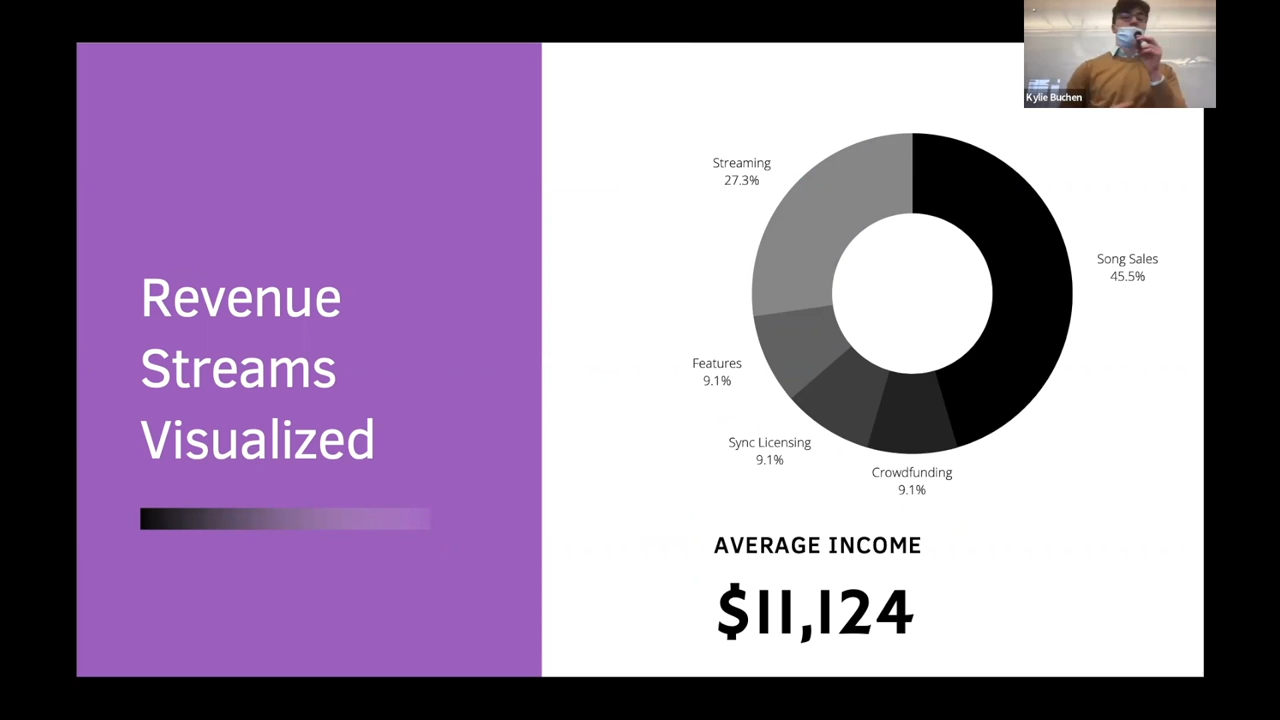 Revenue
Streams
Visualized
Streaming
27.3%
Song Sales
45.5%
Features
9.1%
Sync Licensing
9.1%
Crowdfunding
9.1%
AVERAGE INCOME
$11,124
Kylie Buchen